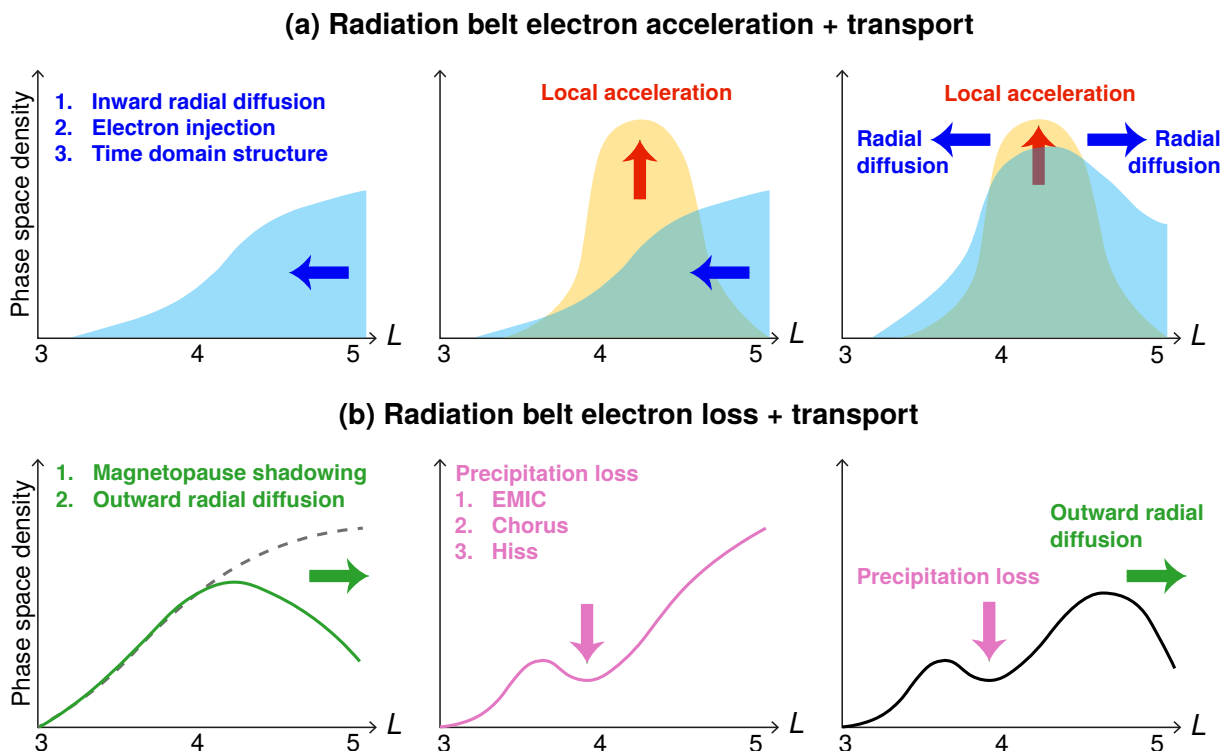 (a) Radiation belt electron acceleration + transport
Phase space density
1. Inward radial diffusion
2. Electron injection
3. Time domain structure
3
4
5
L
Local acceleration
4
5
L
Local acceleration
Radial
diffusion
Radial
diffusion
3
4
5
L
(b) Radiation belt electron loss + transport
Phase space density
1. Magnetopause shadowing
2. Outward radial diffusion
3
4
5
L
Precipitation loss
1. EMIC
2. Chorus
3. Hiss
3
4
5
L
Outward radial
diffusion
Precipitation loss
3
4
5
L